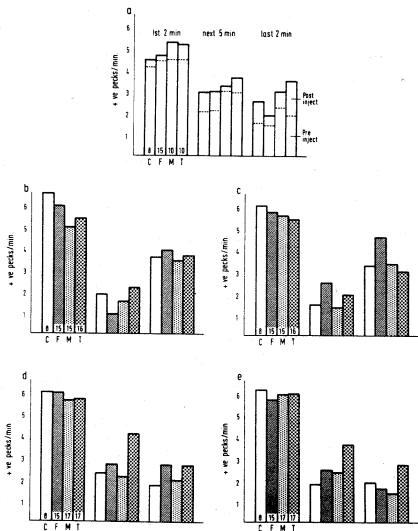 a
1st 2 min next 5 min last 2 min
+ ve pecks/min.
6
5
4
3
2
1
Post inject
Pre inject
8 15 10 10
C F M T
b
+ ve pecks/min.
6
5
4
3
2
1
8 15 15 16
C F M T
c
+ ve pecks/min.
6
5
4
3
2
1
8 15 15 16
C F M T
d
+ ve pecks/min.
6
5
4
3
2
1
8 15 17 17
C F M T
e
+ ve pecks/min.
6
5
4
3
2
1
8 15 17 17
C F M T